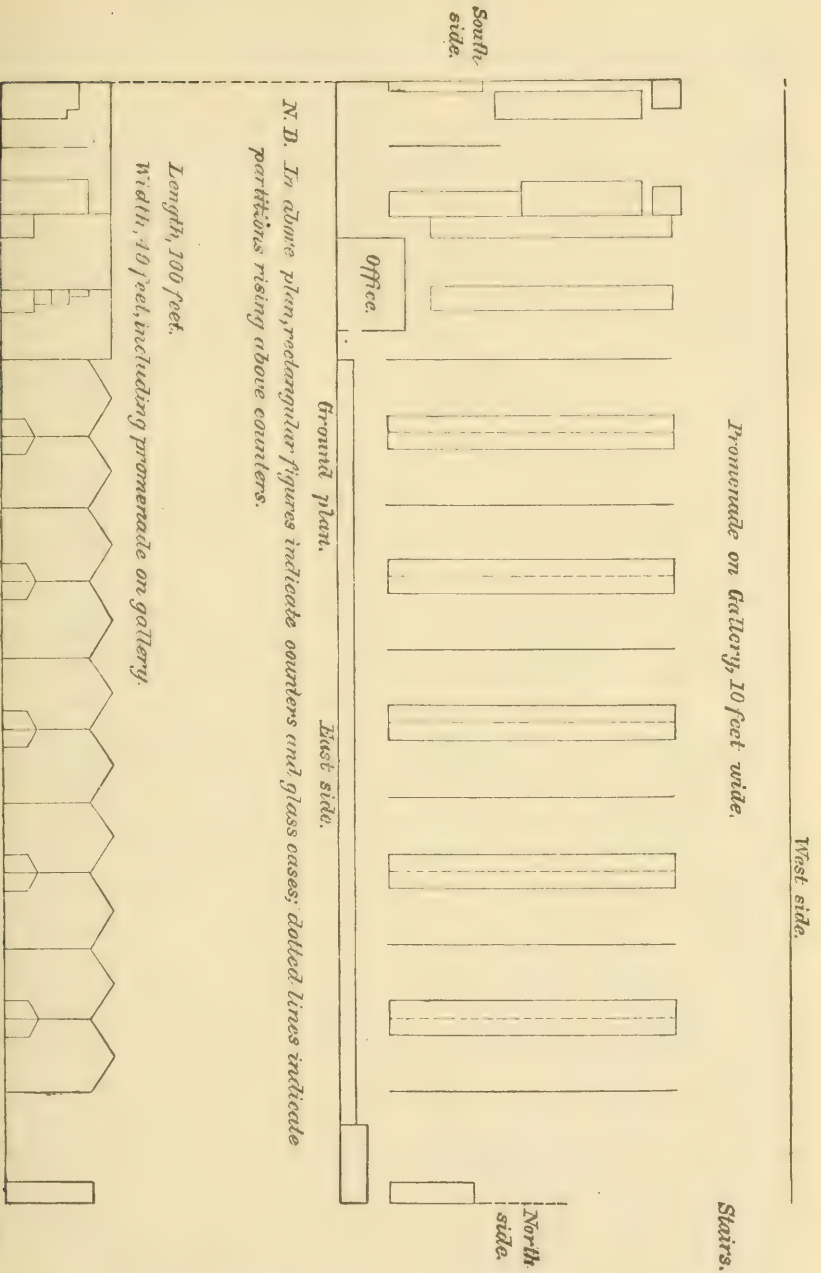 West side.
Promenade on Gallery, 10 feet wide.
Stairs.
South
side.
North
side.
Office.
Ground plan.
East side.
N.B. In above plan, rectangular figures indicate counters and glass cases; dotted lines indicate
partitions rising above counters.
Length, 100 feet.
Width, 40 feet, including promenade on gallery.